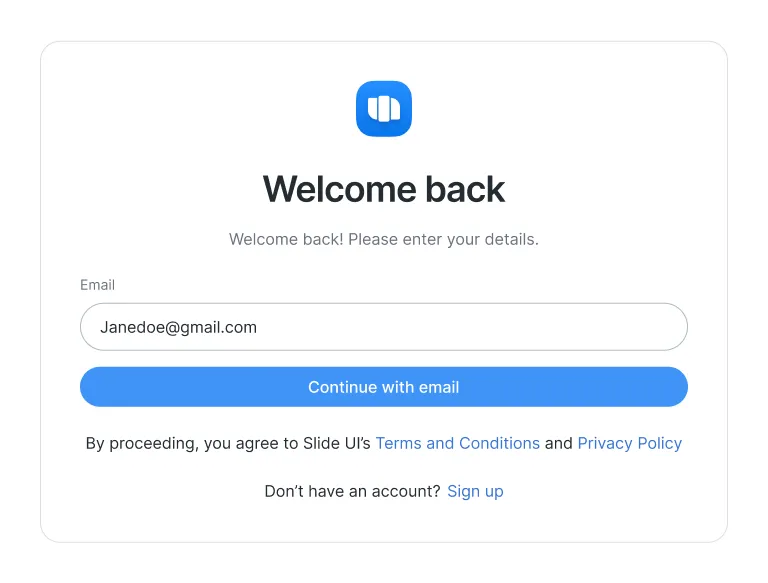 Welcome back
Welcome back! Please enter your details.
Email
Janedoe@gmail.com
Continue with email
By proceeding, you agree to Slide UI’s Terms and Conditions and Privacy Policy
Don’t have an account? Sign up